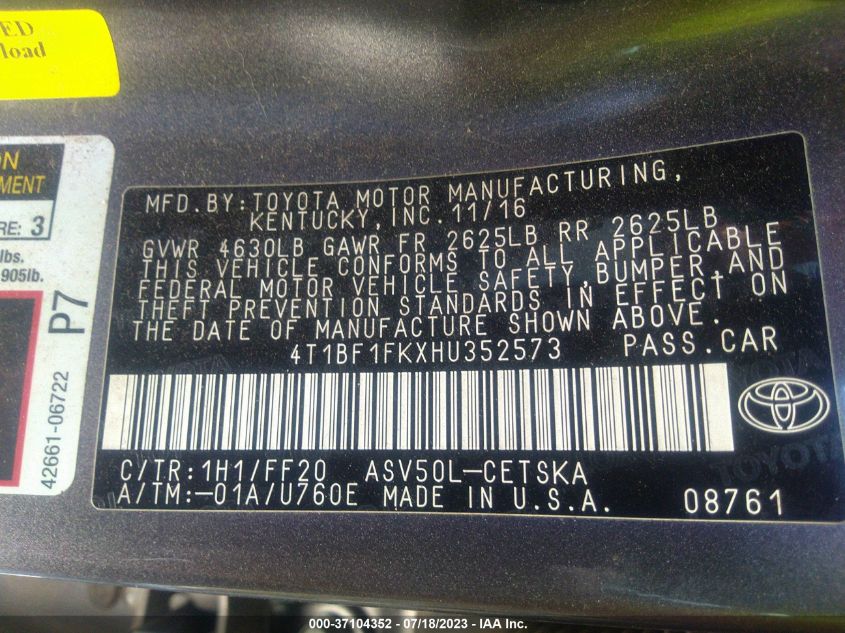 ED
load
ON
MENT
RE: 3
lbs.
905lb.
P7
42661-06722
MFD.BY:TOYOTA MOTOR MANUFACTURING,
KENTUCKY,INC.11/16
GVWR 4630LB GAWR FR 2625LB RR 2625LB
THIS VEHICLE CONFORMS TO ALL APPLICABLE
FEDERAL MOTOR VEHICLE SAFETY,BUMPER,AND
THEFT PREVENTION STANDARDS IN EFFECT ON
THE DATE OF MANUFACTURE SHOWN ABOVE.
4T1BF1FKXHU352573 PASS.CAR
C/TR:1H1/FF20 ASV50L-CETSKA
A/TM:-01A/U760E MADE IN U.S.A. 08761
000-37104352 - 07/18/2023 - IAA Inc.